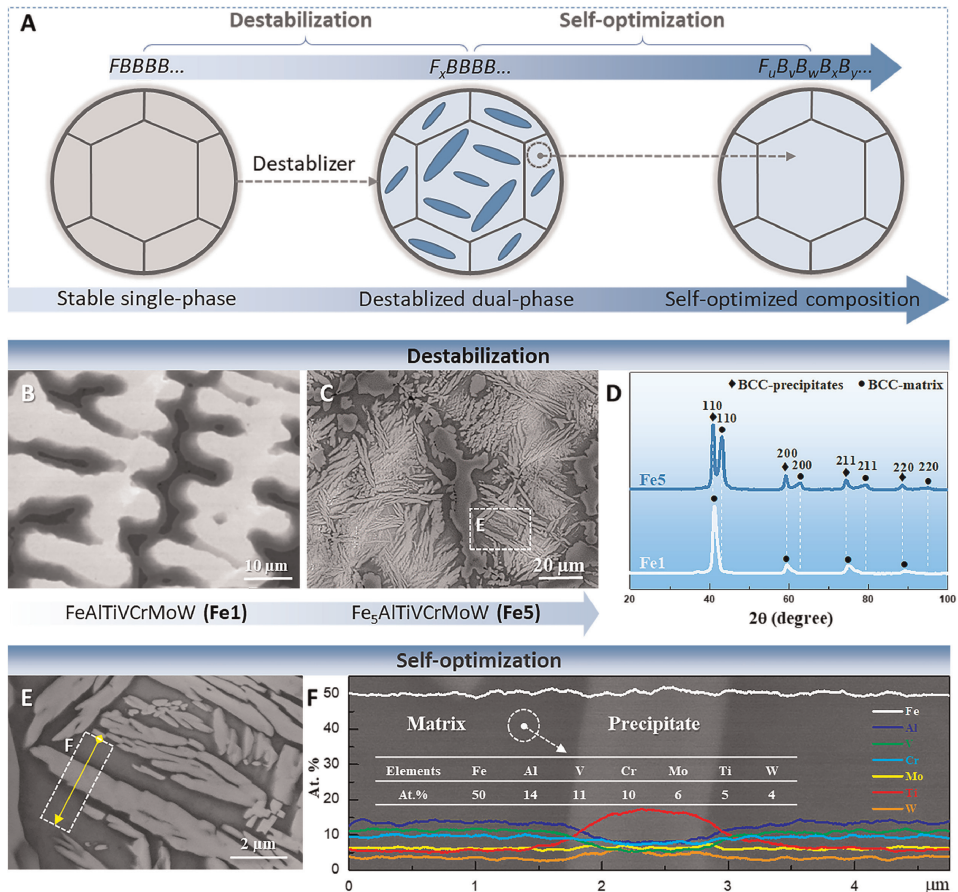 A
Destabilization
Self-optimization
FBBBB...
FₓBBBB...
FᵤBᵥB𝓌BₓBᵧ...
Destablizer
Stable single-phase
Destablized dual-phase
Self-optimized composition
Destabilization
B
10 μm
C
E
20 μm
D
◆ BCC-precipitates
● BCC-matrix
110
110
200
200
211
211
220
220
Fe5
Fe1
20 40 60 80 100
2θ (degree)
FeAlTiVCrMoW (Fe1)
Fe₅AlTiVCrMoW (Fe5)
Self-optimization
E
F
2 μm
F
At. %
50
40
30
20
10
0
Matrix
Precipitate
Elements Fe Al V Cr Mo Ti W
At.% 50 14 11 10 6 5 4
Fe
Al
Cr
Mo
W
0 1 2 3 4 μm